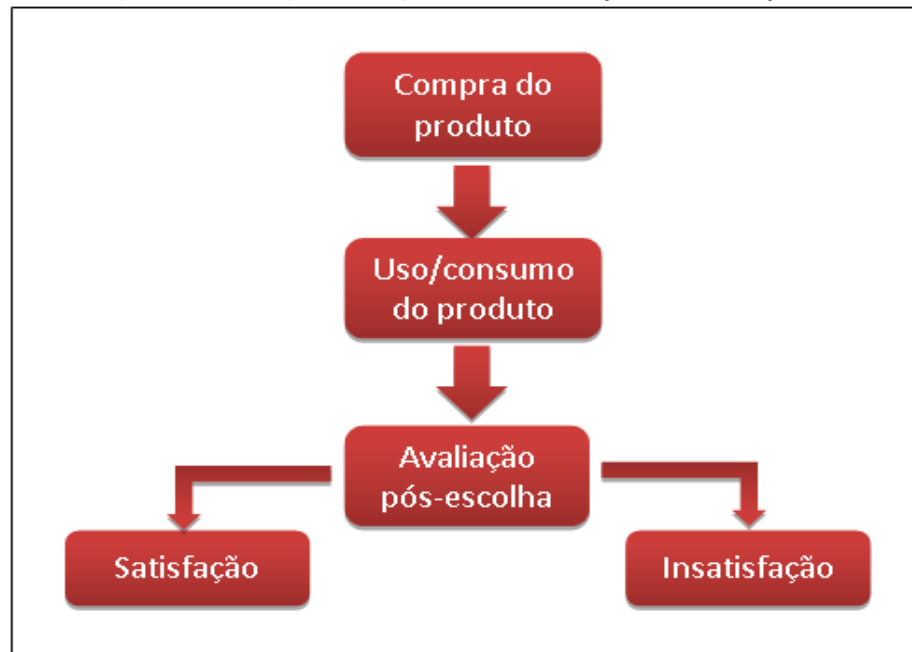 Compra do
produto
Uso/consumo
do produto
Avaliação
pós-escolha
Satisfação
Insatisfação